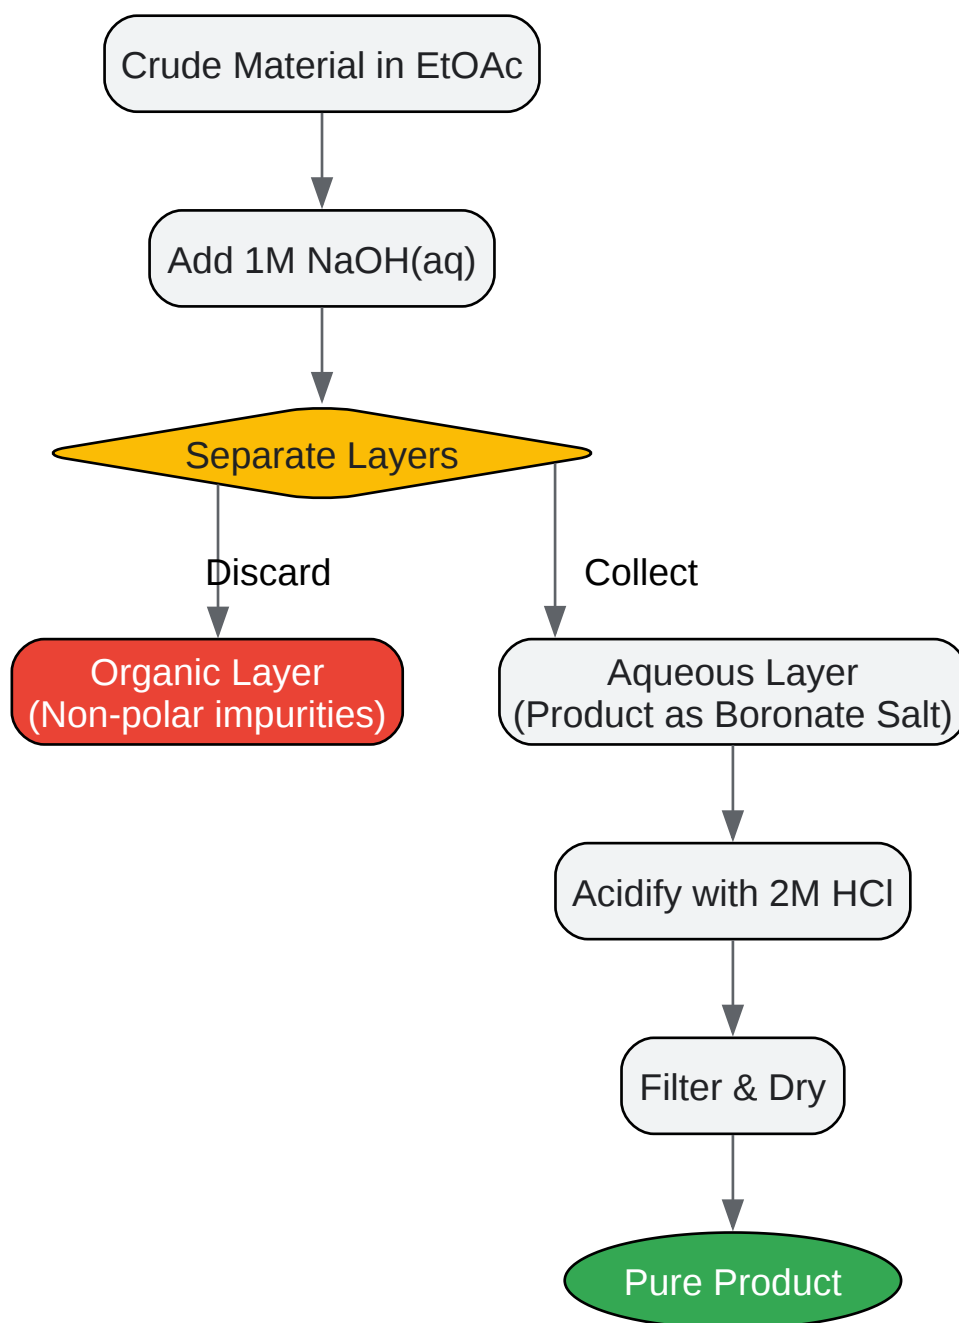 Crude Material in EtOAc
Add 1M NaOH(aq)
Separate Layers
Discard
Collect
Organic Layer
(Non-polar impurities)
Aqueous Layer
(Product as Boronate Salt)
Acidify with 2M HCl
Filter & Dry
Pure Product